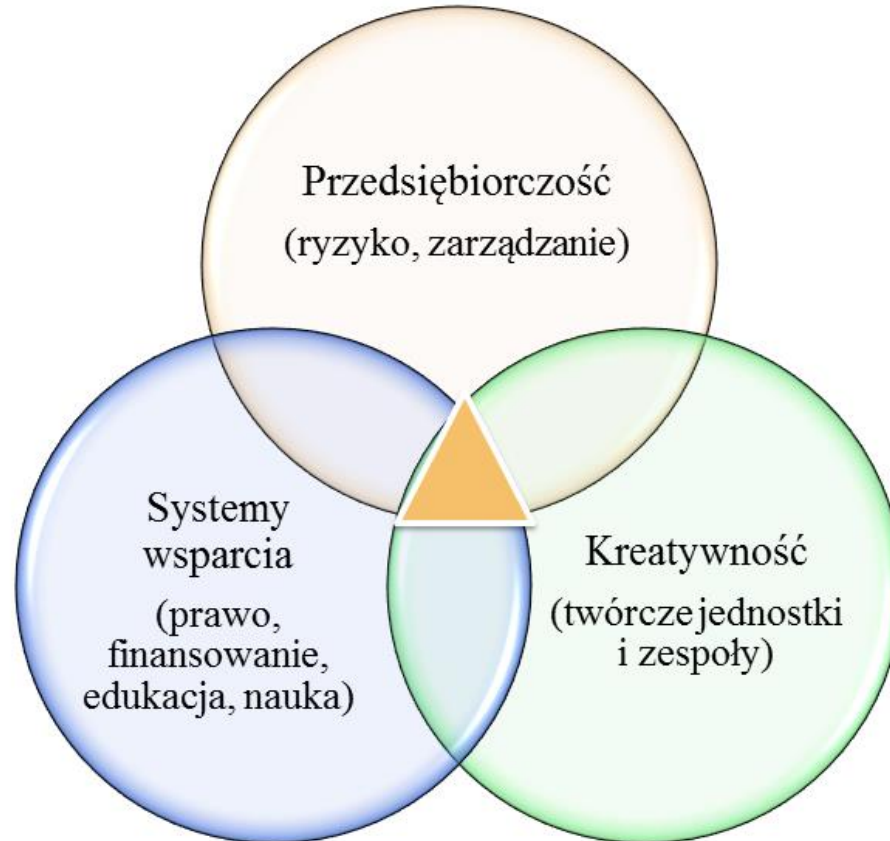 Przedsiębiorczość
(ryzyko, zarządzanie)
Systemy
wsparcia
(prawo,
finansowanie,
edukacja, nauka)
Kreatywność
(twórcze jednostki
i zespoły)